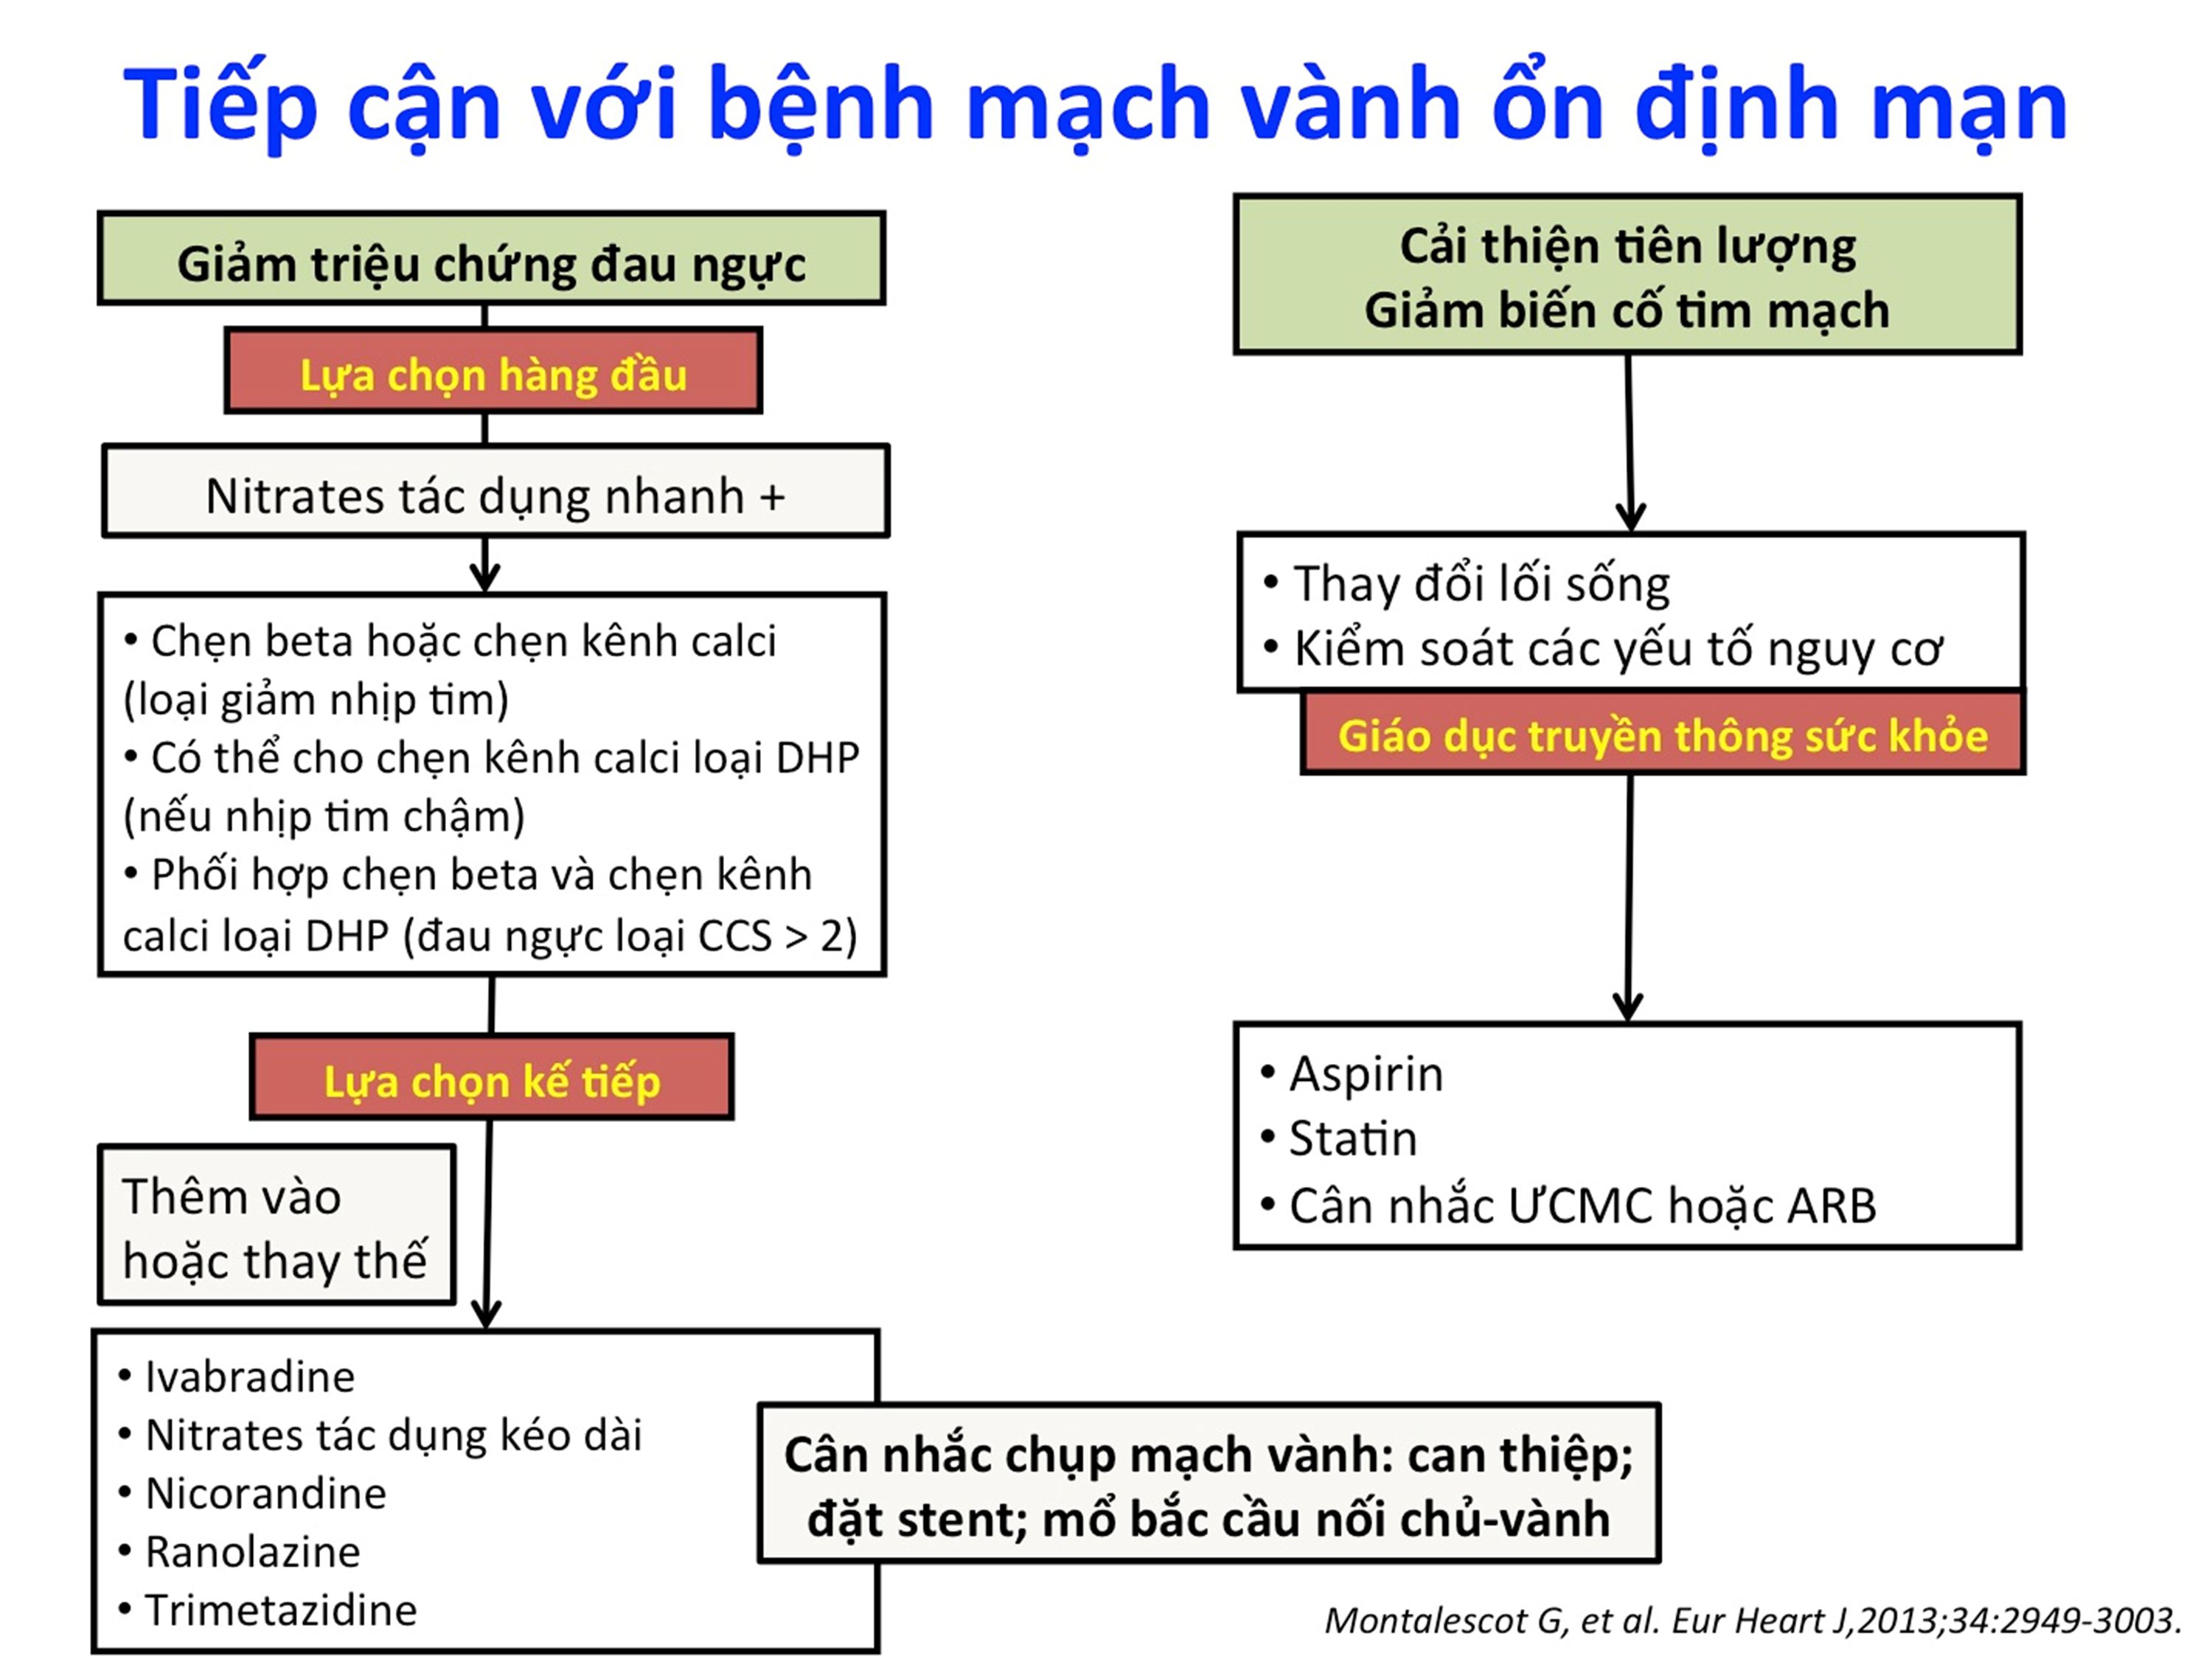 Tiếp cận với bệnh mạch vành ổn định mạn
Giảm triệu chứng đau ngực
Lựa chọn hàng đầu
Nitrates tác dụng nhanh +
• Chẹn beta hoặc chẹn kênh calci
(loại giảm nhịp tim)
• Có thể cho chẹn kênh calci loại DHP
(nếu nhịp tim chậm)
• Phối hợp chẹn beta và chẹn kênh
calci loại DHP (đau ngực loại CCS > 2)
Lựa chọn kế tiếp
Thêm vào
hoặc thay thế
• Ivabradine
• Nitrates tác dụng kéo dài
• Nicorandine
• Ranolazine
• Trimetazidine
Cải thiện tiên lượng
Giảm biến cố tim mạch
• Thay đổi lối sống
• Kiểm soát các yếu tố nguy cơ
Giáo dục truyền thông sức khỏe
• Aspirin
• Statin
• Cân nhắc ƯCMC hoặc ARB
Cân nhắc chụp mạch vành: can thiệp;
đặt stent; mổ bắc cầu nối chủ-vành
Montalescot G, et al. Eur Heart J,2013;34:2949-3003.